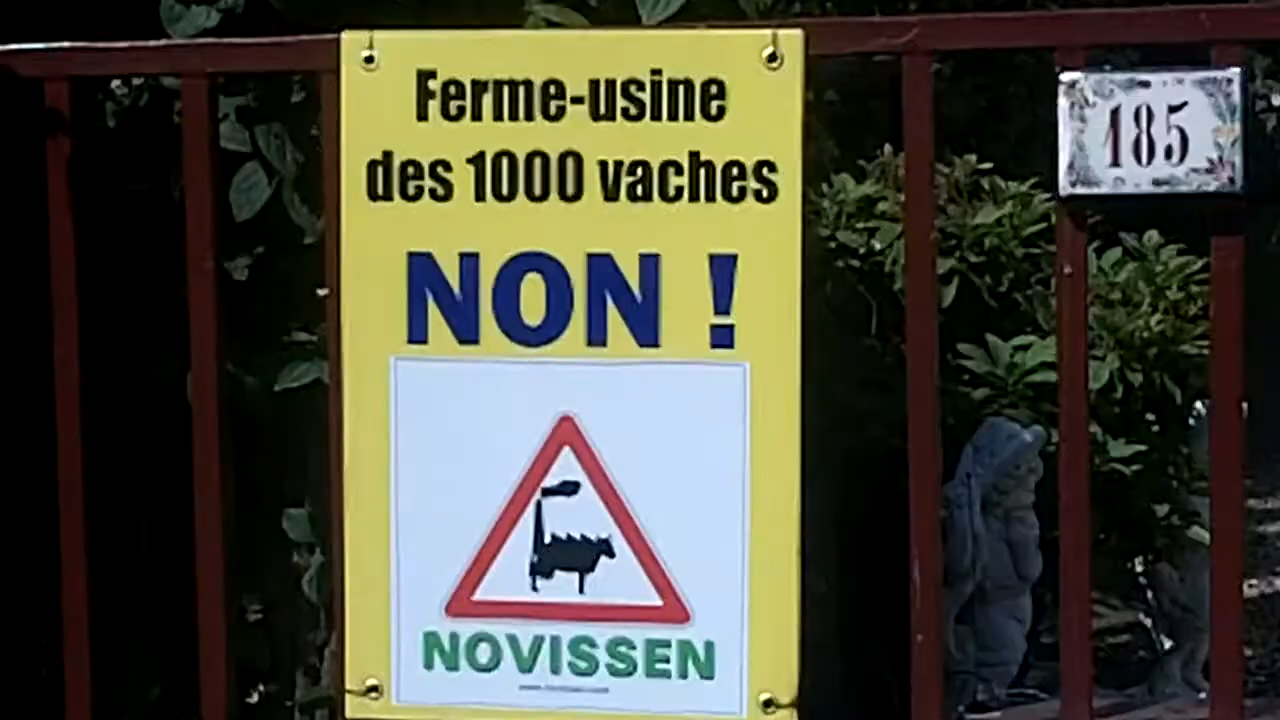 Ferme-usine
des 1000 vaches
NON !
NOVISSEN
185